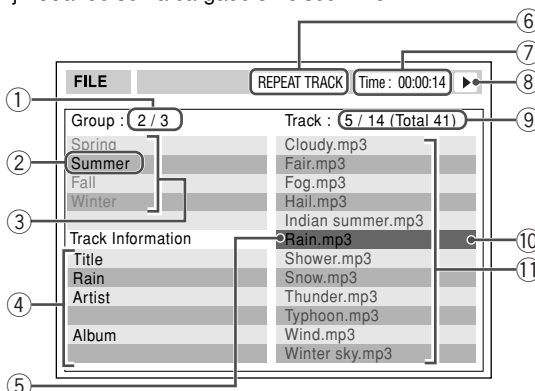 ⑥
⑦
FILE REPEAT TRACK Time : 00:00:14 ⑧
① Group : 2 / 3 Track : 5 / 14 (Total 41) ⑨
Spring Cloudy.mp3
② Summer Fair.mp3
Fall Fog.mp3
③ Winter Hail.mp3
Indian summer.mp3
Track Information Rain.mp3 ⑩
Title Shower.mp3 ⑪
④ Rain Snow.mp3
Artist Thunder.mp3
Typhoon.mp3
Album Wind.mp3
Winter sky.mp3
⑤